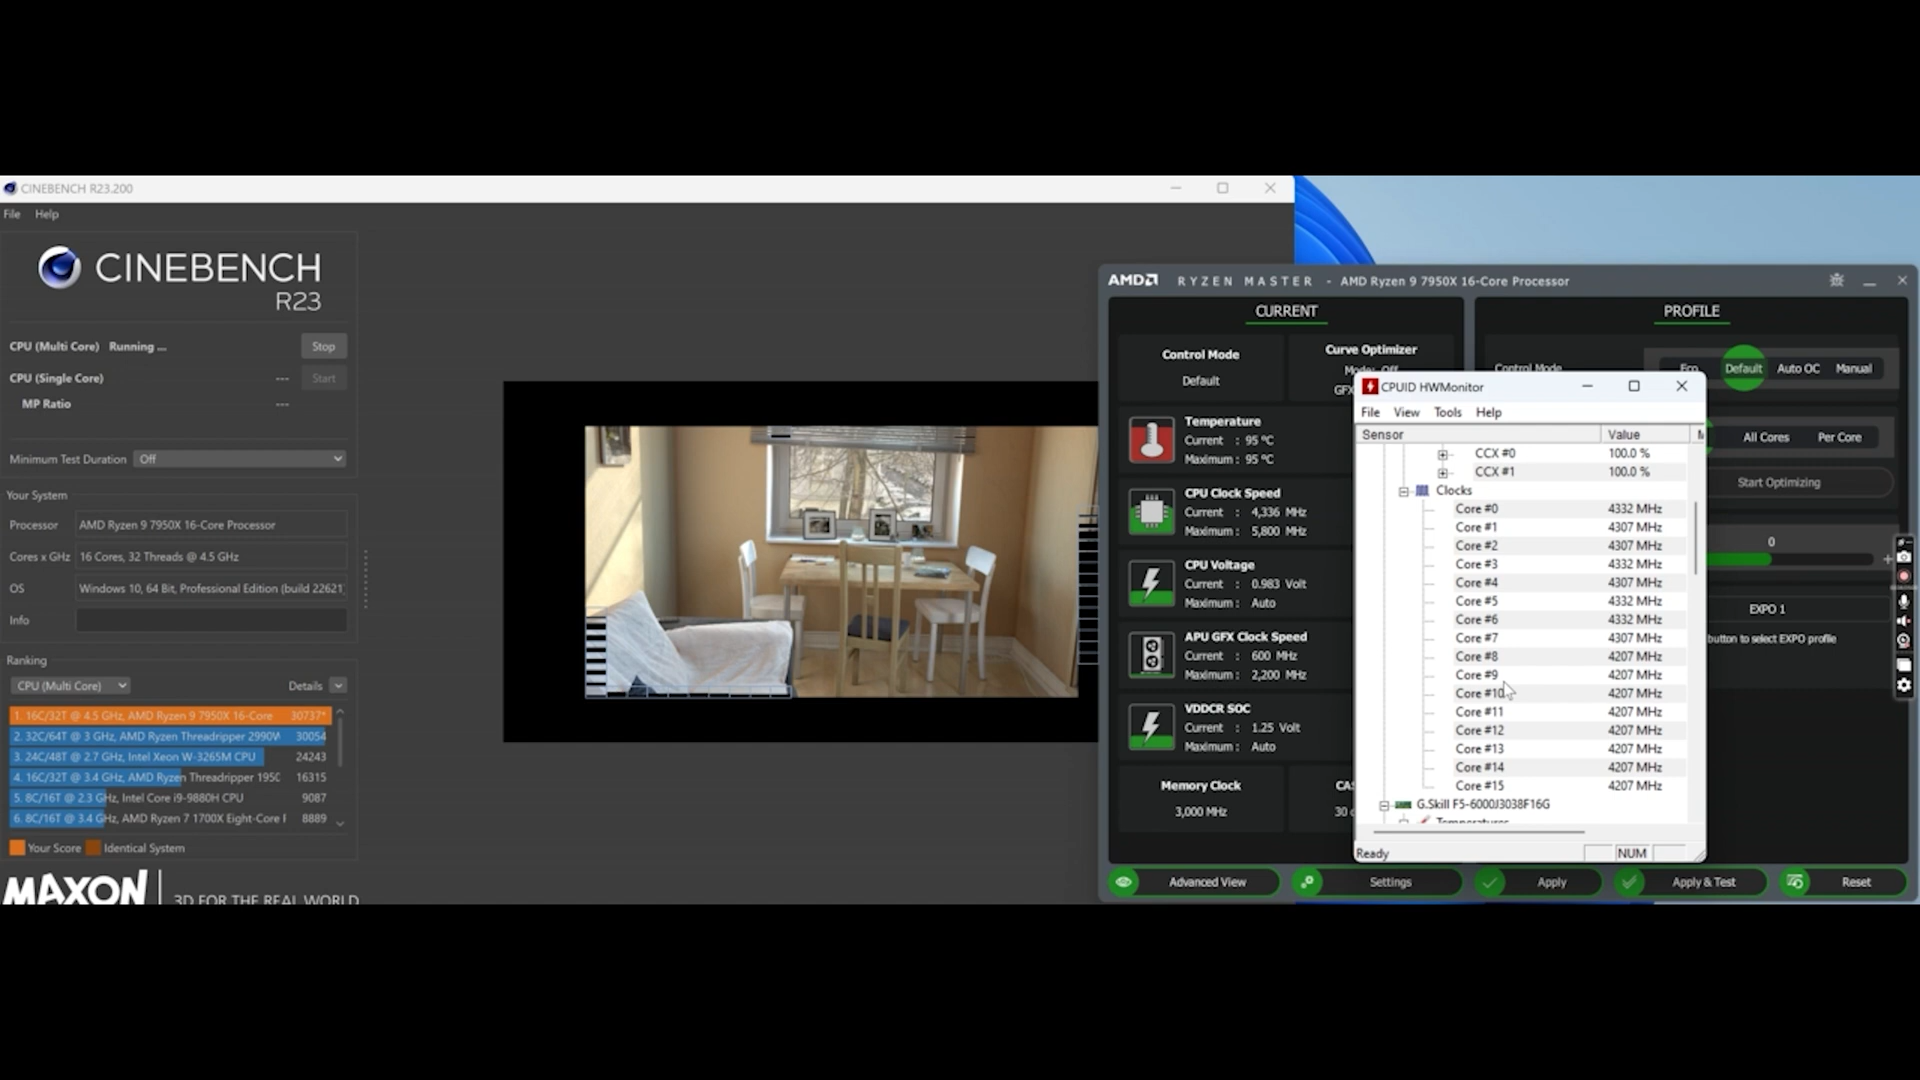 CINEBENCH R23.200
File Help
CINEBENCH
R23
CPU (Multi Core) Running ... Stop
CPU (Single Core) --- Start
MP Ratio ---
Minimum Test Duration Off
Your System
Processor AMD Ryzen 9 7950X 16-Core Processor
Cores x GHz 16 Cores, 32 Threads @ 4.5 GHz
OS Windows 10, 64 Bit, Professional Edition (build 22621)
Info
Ranking
CPU (Multi Core) Details
1. 16C/32T @ 4.5 GHz, AMD Ryzen 9 7950X 16-Core 30737*
2. 32C/64T @ 3 GHz, AMD Ryzen Threadripper 2990W 30054
3. 24C/48T @ 2.7 GHz, Intel Xeon W-3265M CPU 24243
4. 16C/32T @ 3.4 GHz, AMD Ryzen Threadripper 195C 16315
5. 8C/16T @ 2.3 GHz, Intel Core i9-9880H CPU 9087
6. 8C/16T @ 3.4 GHz, AMD Ryzen 7 1700X Eight-Core 8889
Your Score Identical System
MAXON 3D FOR THE REAL WORLD
AMD RYZEN MASTER - AMD Ryzen 9 7950X 16-Core Processor
CURRENT
Control Mode
Default
Curve Optimizer
Mode: Off
GFX
Temperature
Current : 95 °C
Maximum : 95 °C
CPU Clock Speed
Current : 4,336 MHz
Maximum : 5,800 MHz
CPU Voltage
Current : 0.983 Volt
Maximum : Auto
APU GFX Clock Speed
Current : 600 MHz
Maximum : 2,200 MHz
VDDCR SOC
Current : 1.25 Volt
Maximum : Auto
Memory Clock
3,000 MHz
CAS
30
PROFILE
Control Mode Eco Default Auto OC Manual
All Cores Per Core
Start Optimizing
0
+
EXPO 1
button to select EXPO profile
CPUID HWMonitor
File View Tools Help
Sensor Value M
CCX #0 100.0 %
CCX #1 100.0 %
Clocks
Core #0 4332 MHz
Core #1 4307 MHz
Core #2 4307 MHz
Core #3 4332 MHz
Core #4 4307 MHz
Core #5 4332 MHz
Core #6 4332 MHz
Core #7 4307 MHz
Core #8 4207 MHz
Core #9 4207 MHz
Core #10 4207 MHz
Core #11 4207 MHz
Core #12 4207 MHz
Core #13 4207 MHz
Core #14 4207 MHz
Core #15 4207 MHz
G.Skill F5-6000J3038F16G
Temperatures
Ready NUM
Advanced View Settings Apply Apply & Test Reset